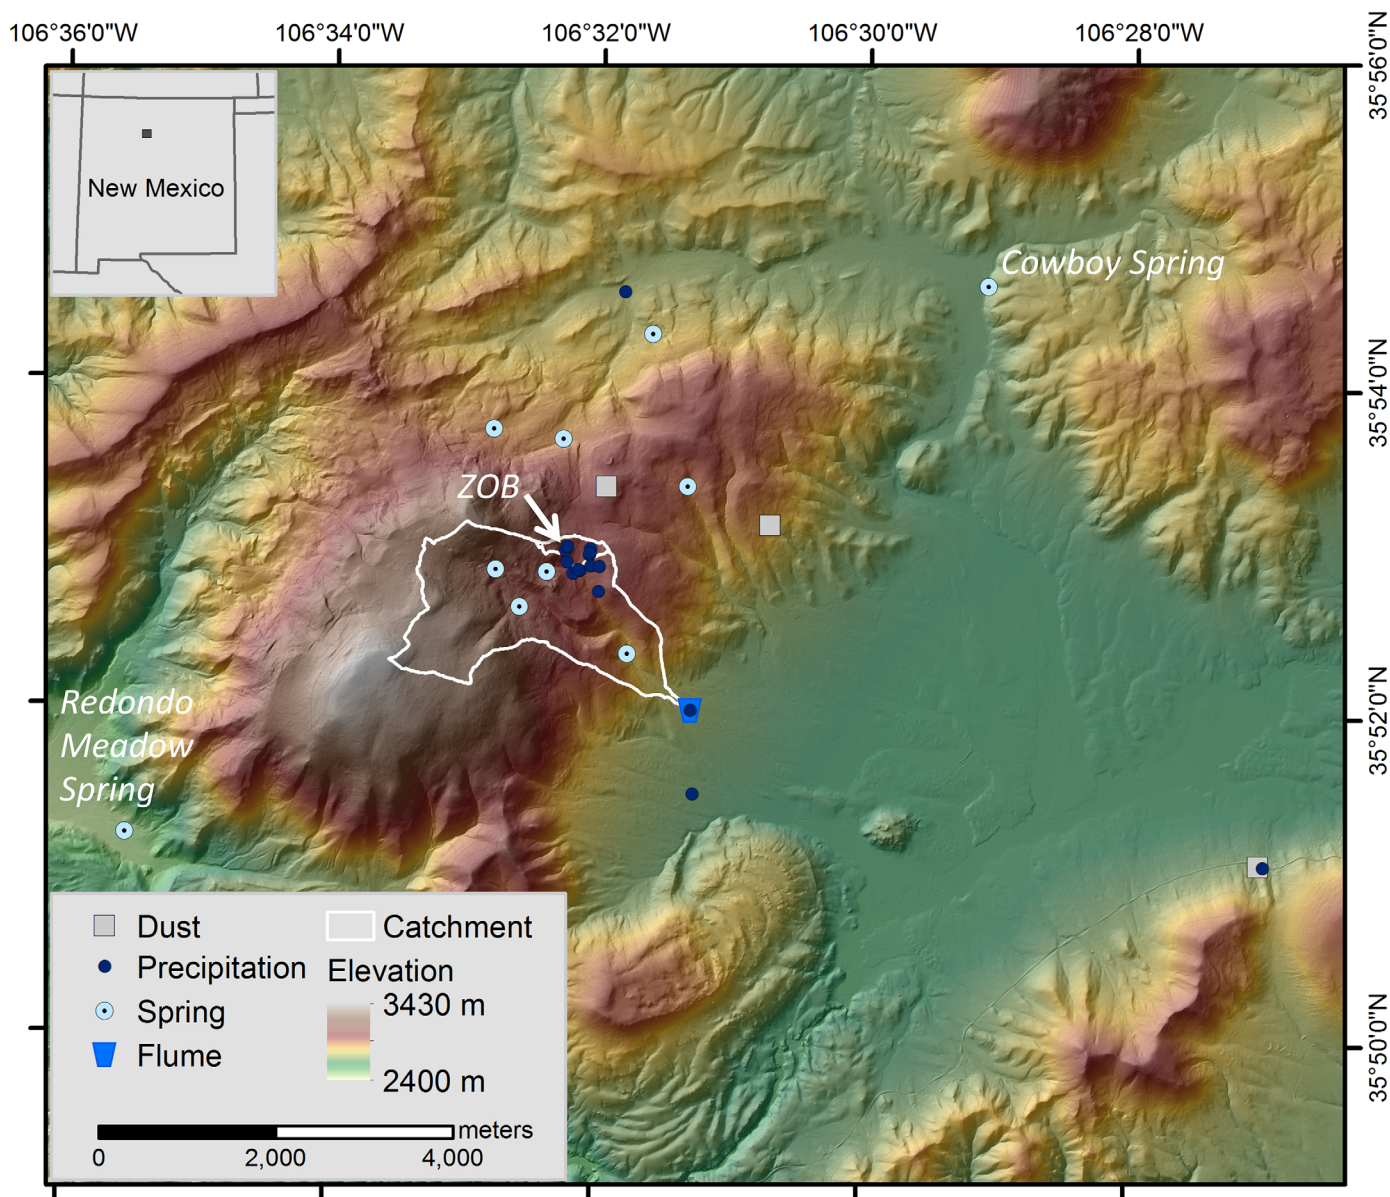 106°36'0"W
106°34'0"W
106°32'0"W
106°30'0"W
106°28'0"W
35°56'0"N
New Mexico
Cowboy Spring
35°54'0"N
ZOB
Redondo
Meadow
Spring
35°52'0"N
Dust
Precipitation
Spring
Flume
Catchment
Elevation
3430 m
2400 m
35°50'0"N
meters
0
2,000
4,000